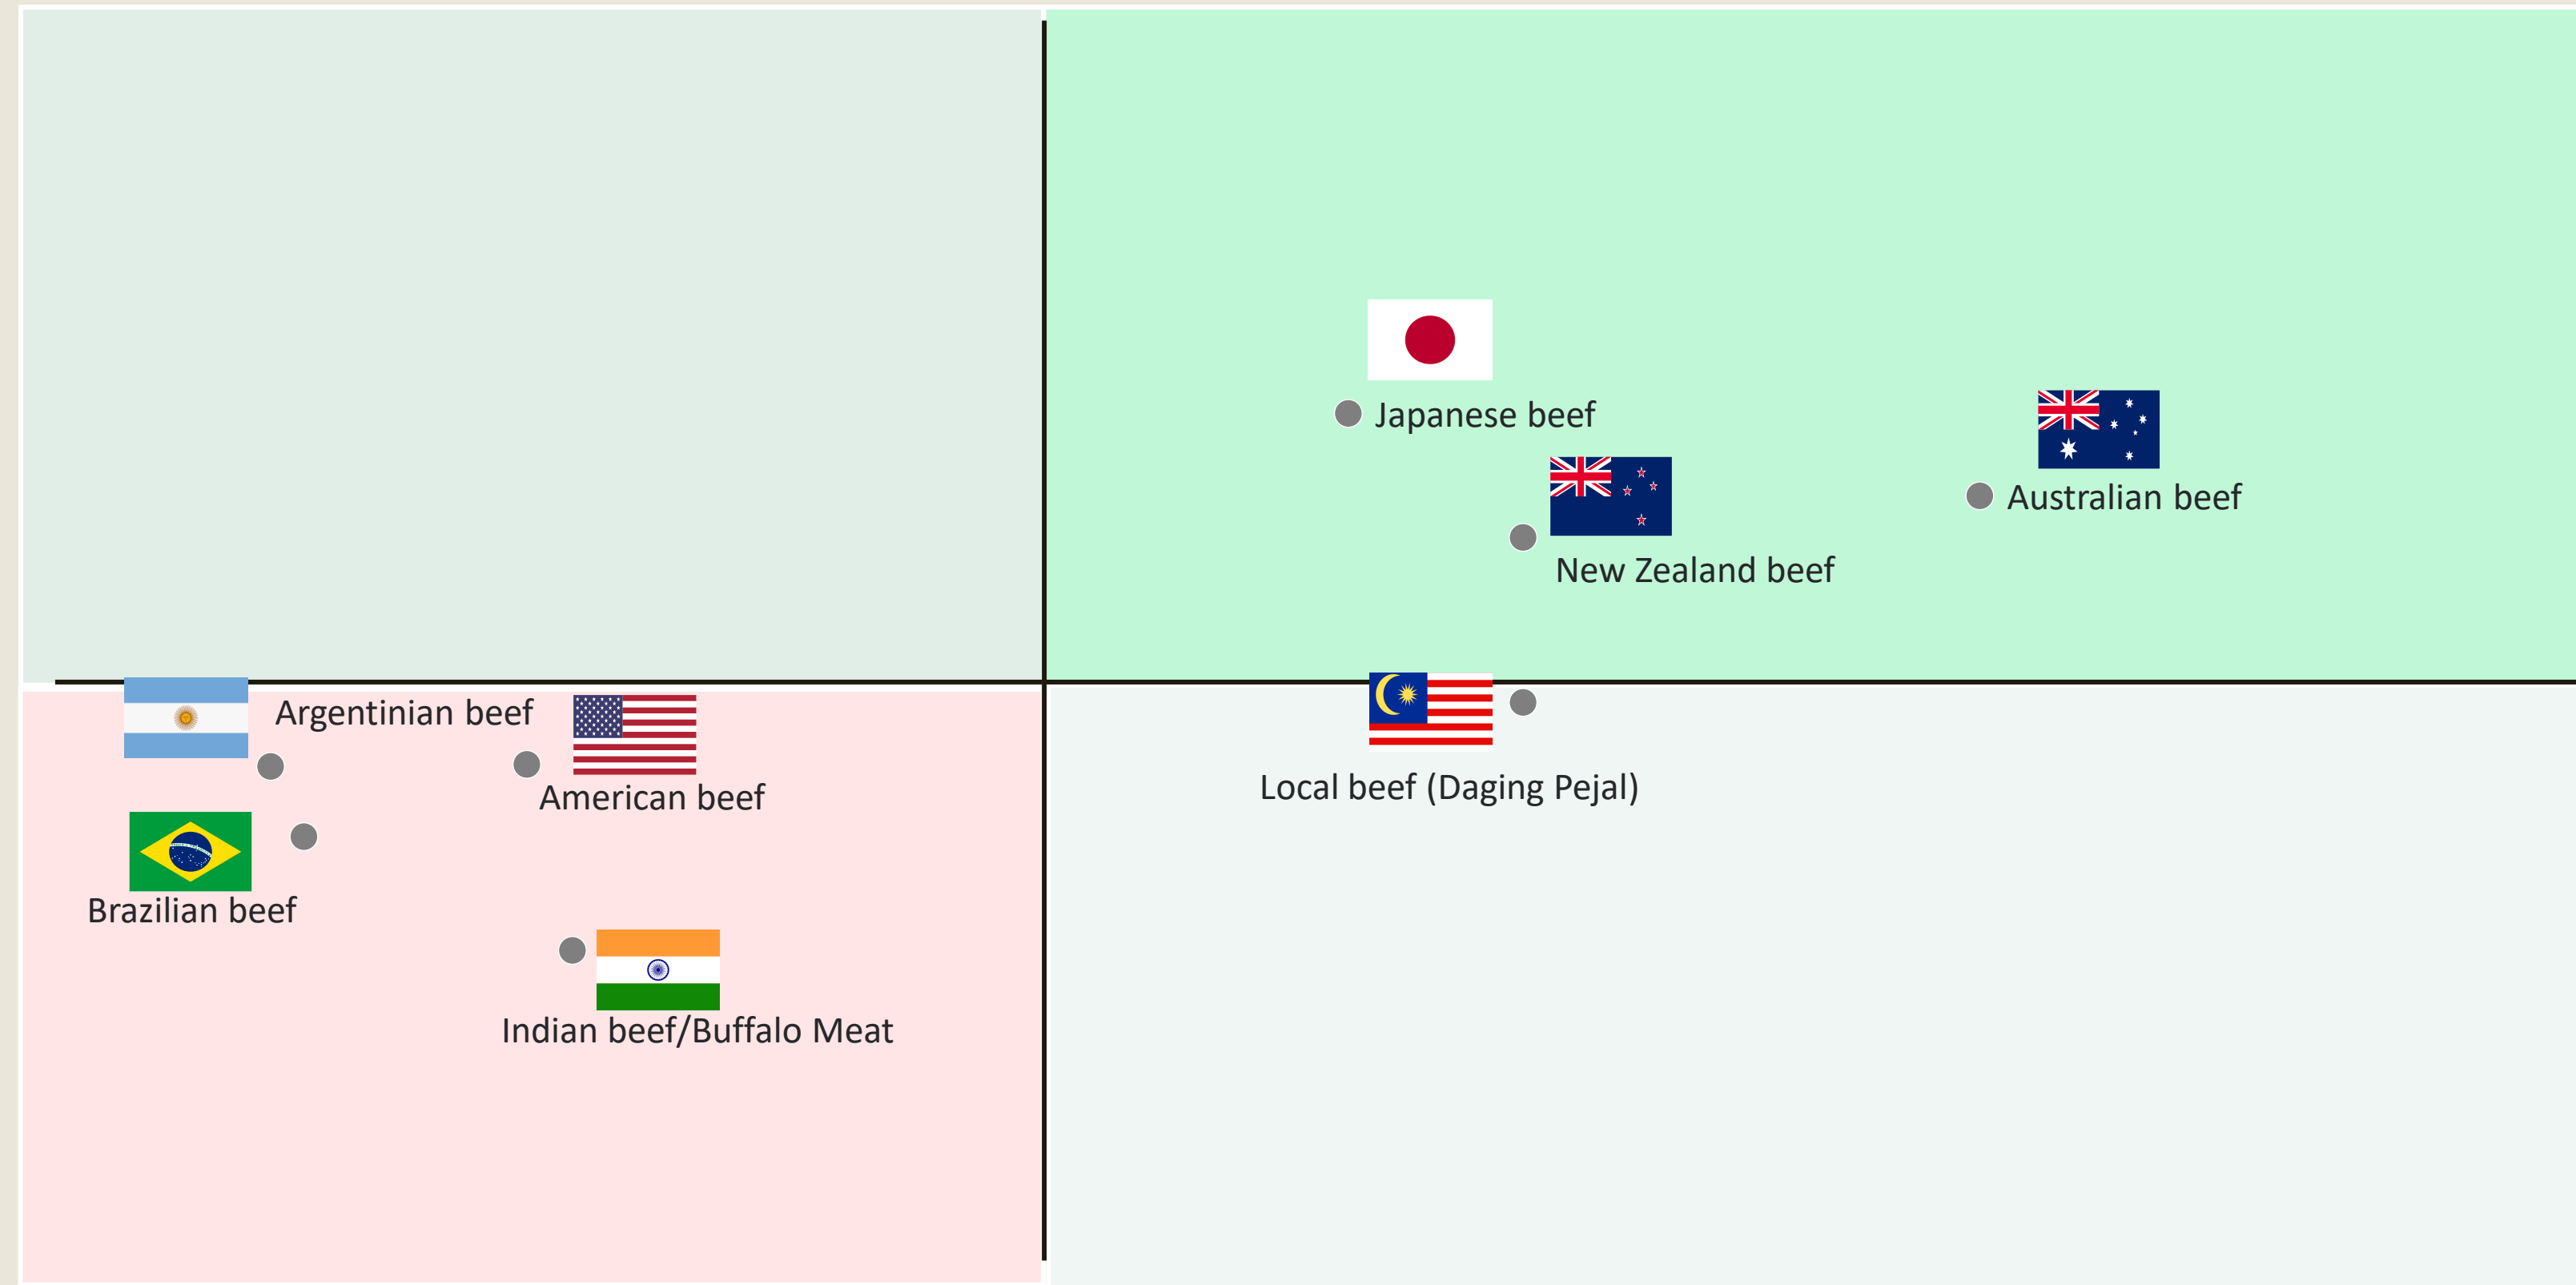 Japanese beef
Australian beef
New Zealand beef
Argentinian beef
American beef
Local beef (Daging Pejal)
Brazilian beef
Indian beef/Buffalo Meat